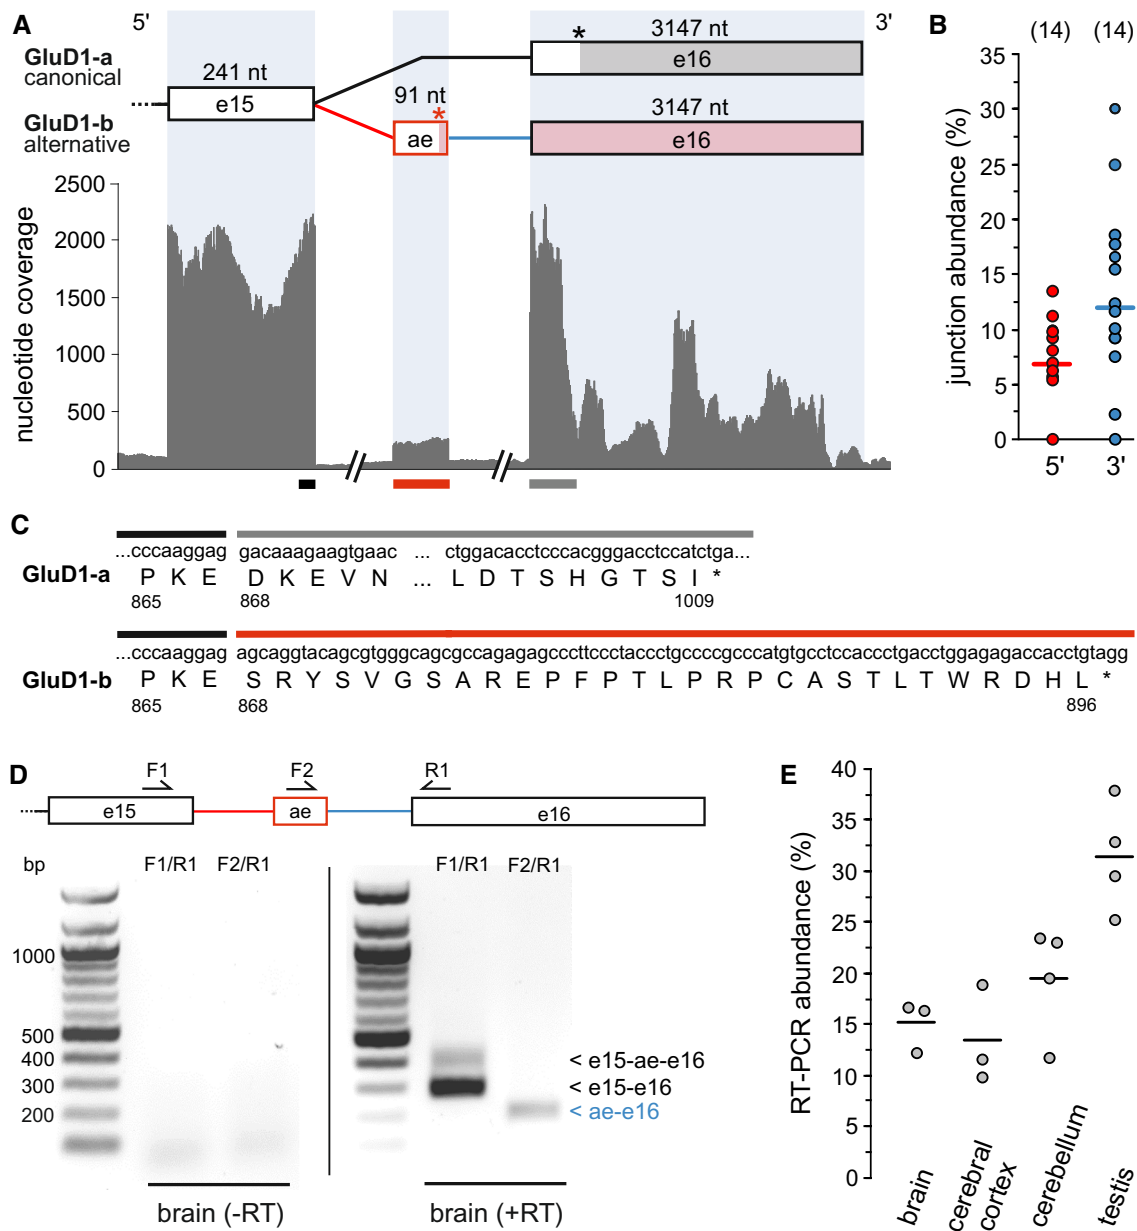 A
5'
3'
GluD1-a
canonical
241 nt
e15
*
3147 nt
e16
GluD1-b
alternative
91 nt
*
ae
3147 nt
e16
nucleotide coverage
2500
2000
1500
1000
500
0
B
(14) (14)
junction abundance (%)
35
30
25
20
15
10
5
0
5' 3'
C
GluD1-a
...cccaaggag gacaaagaagtgaac ... ctggacacctcccacgggacctccatctga...
P K E D K E V N ... L D T S H G T S I *
865 868 1009
GluD1-b
...cccaaggag agcaggtacagcgtgggcagcgccagagagcccttccctaccctgccccgcccatgtgcctccaccctgacctggagagaccacctgtagg
P K E S R Y S V G S A R E P F P T L P R P C A S T L T W R D H L *
865 868 896
D
F1 F2 R1
e15 ae e16
bp F1/R1 F2/R1 F1/R1 F2/R1
1000
500
400
300
200
< e15-ae-e16
< e15-e16
< ae-e16
brain (-RT) brain (+RT)
E
RT-PCR abundance (%)
40
35
30
25
20
15
10
5
0
brain
cerebral
cortex
cerebellum
testis